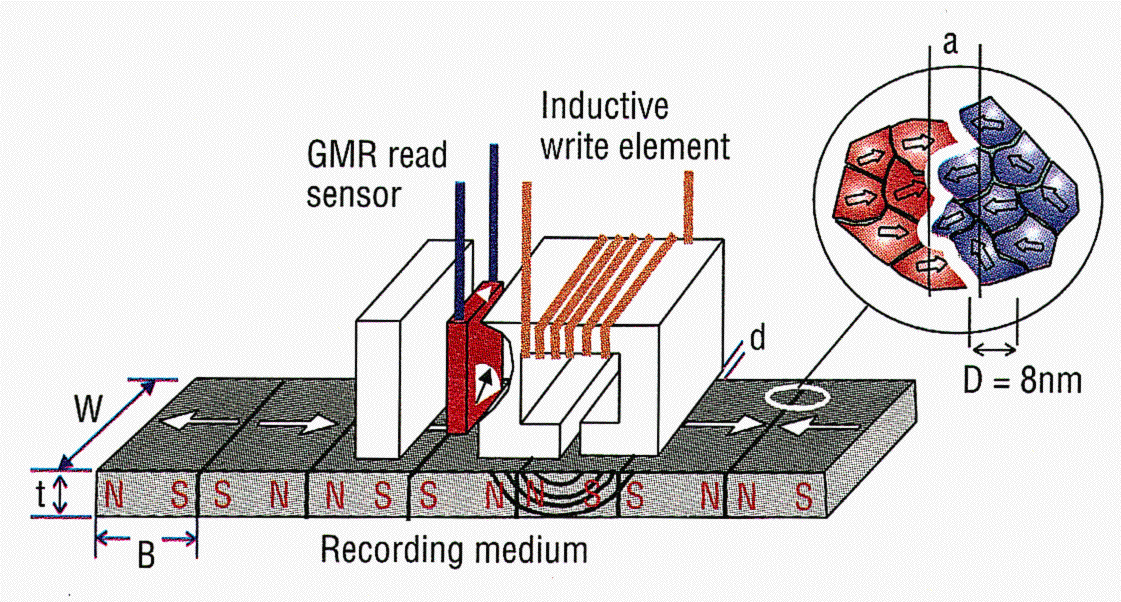 a
Inductive
write element
GMR read
sensor
d
D = 8nm
W
t
N S S N N S S N N S S N N S
B
Recording medium